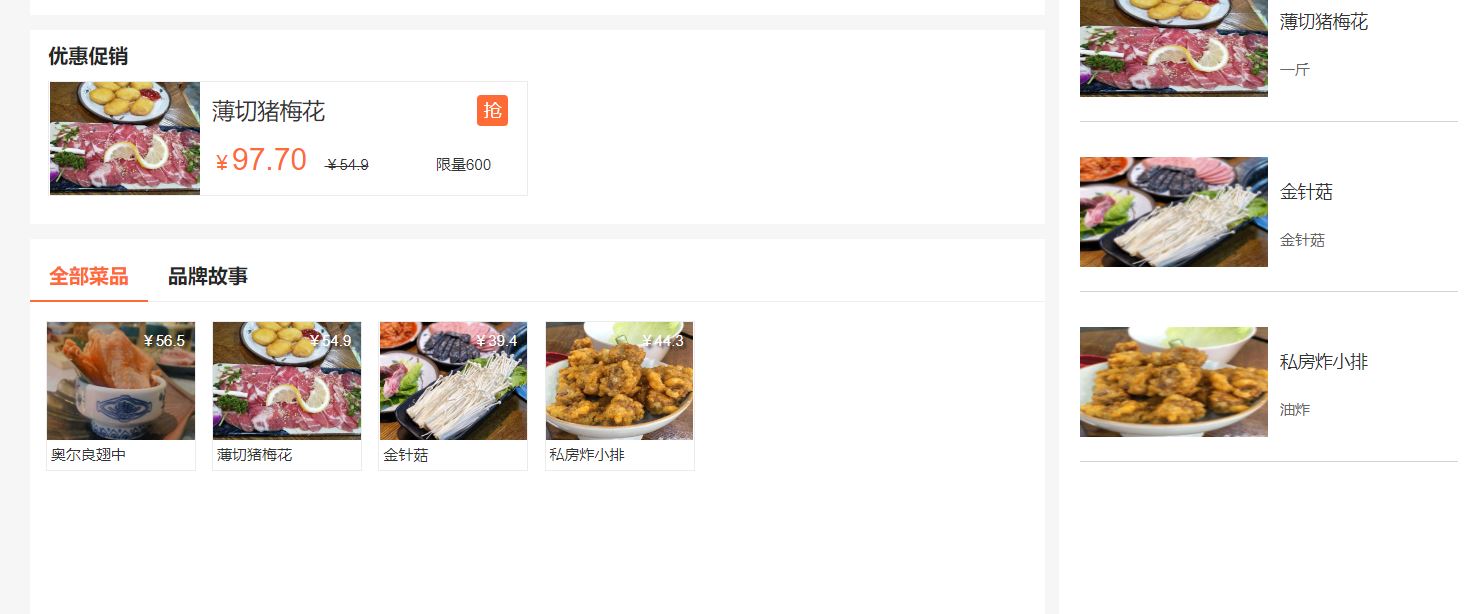 优惠促销
薄切猪梅花
抢
￥97.70 ￥54.9 限量600
全部菜品 品牌故事
￥56.5 ￥54.9 ￥39.4 ￥44.3
奥尔良翅中 薄切猪梅花 金针菇 私房炸小排
薄切猪梅花
一斤
金针菇
金针菇
私房炸小排
油炸